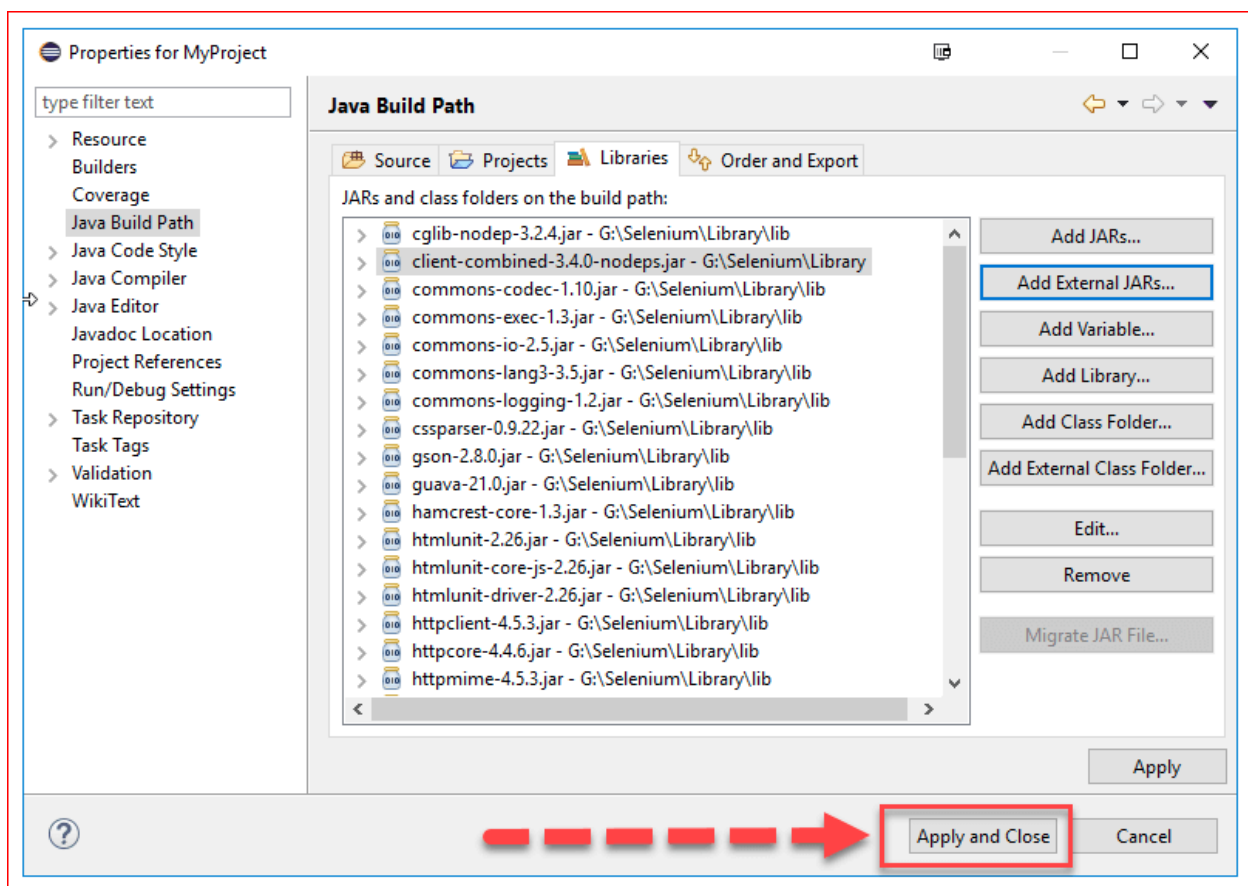 Properties for MyProject
type filter text
Resource
Builders
Coverage
Java Build Path
Java Code Style
Java Compiler
Java Editor
Javadoc Location
Project References
Run/Debug Settings
Task Repository
Task Tags
Validation
WikiText
Java Build Path
Source Projects Libraries Order and Export
JARs and class folders on the build path:
cglib-nodep-3.2.4.jar - G:\Selenium\Library\lib
client-combined-3.4.0-nodeps.jar - G:\Selenium\Library
commons-codec-1.10.jar - G:\Selenium\Library\lib
commons-exec-1.3.jar - G:\Selenium\Library\lib
commons-io-2.5.jar - G:\Selenium\Library\lib
commons-lang3-3.5.jar - G:\Selenium\Library\lib
commons-logging-1.2.jar - G:\Selenium\Library\lib
cssparser-0.9.22.jar - G:\Selenium\Library\lib
gson-2.8.0.jar - G:\Selenium\Library\lib
guava-21.0.jar - G:\Selenium\Library\lib
hamcrest-core-1.3.jar - G:\Selenium\Library\lib
htmlunit-2.26.jar - G:\Selenium\Library\lib
htmlunit-core-js-2.26.jar - G:\Selenium\Library\lib
htmlunit-driver-2.26.jar - G:\Selenium\Library\lib
httpclient-4.5.3.jar - G:\Selenium\Library\lib
httpcore-4.4.6.jar - G:\Selenium\Library\lib
httpmime-4.5.3.jar - G:\Selenium\Library\lib
Add JARs...
Add External JARs...
Add Variable...
Add Library...
Add Class Folder...
Add External Class Folder...
Edit...
Remove
Migrate JAR File...
Apply
Apply and Close
Cancel